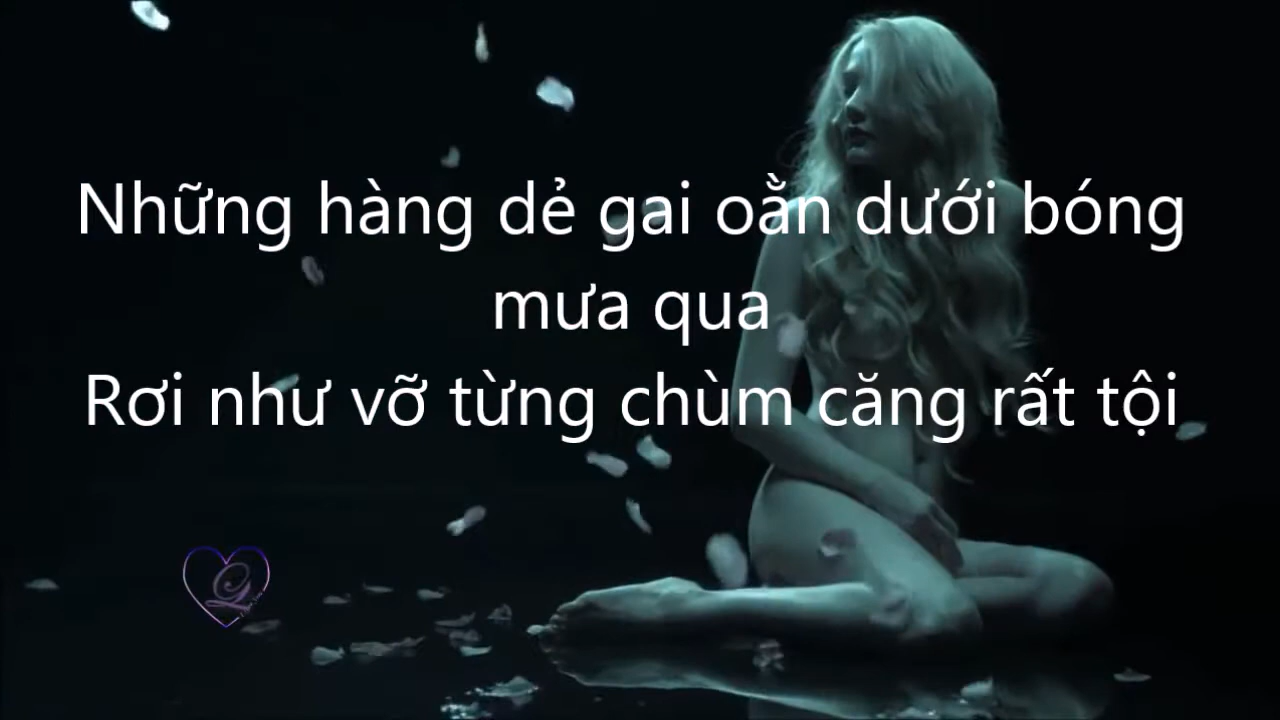 Những hàng dẻ gai oằn dưới bóng
mưa qua
Rơi như vỡ từng chùm căng rất tội